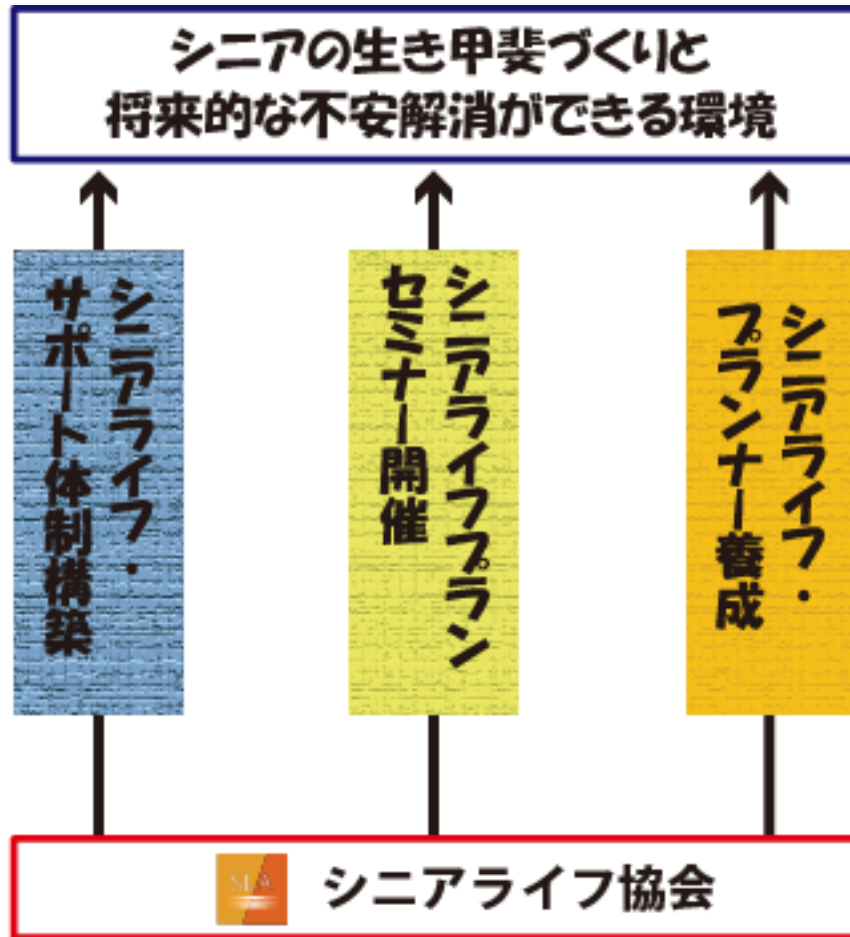 シニアの生き甲斐づくりと
将来的な不安解消ができる環境
シニアライフ・
サポート体制構築
シニアライフプラン
セミナー開催
シニアライフ・
プランナー養成
SLA
シニアライフ協会